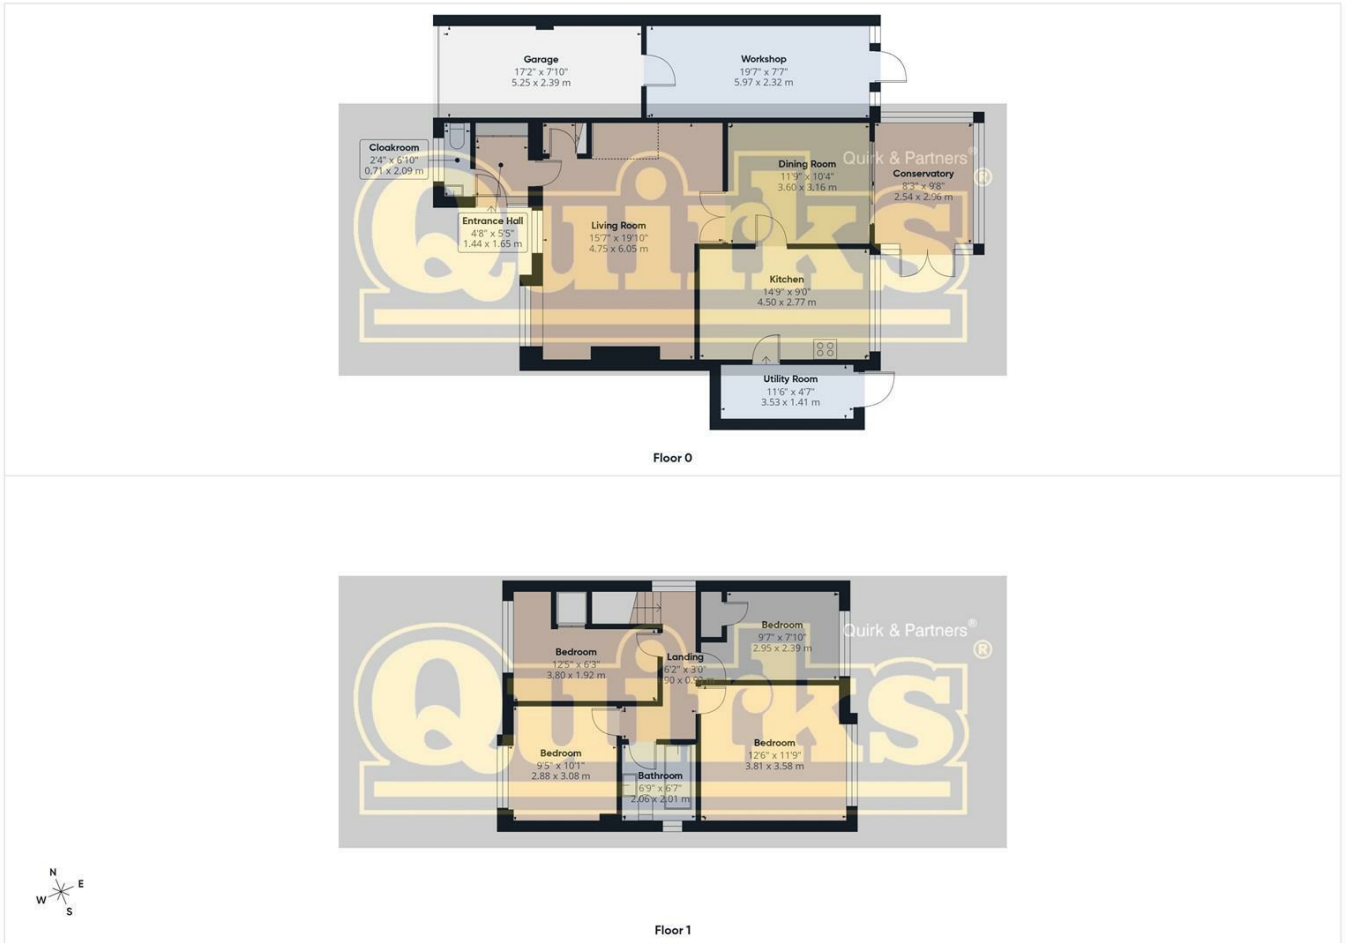 Garage
17'2" x 7'10"
5.25 x 2.39 m
Workshop
19'7" x 7'7"
5.97 x 2.32 m
Cloakroom
2'4" x 6'10"
0.71 x 2.09 m
Dining Room
11'9" x 10'4"
3.60 x 3.16 m
Quirk & Partners®
Conservatory
8'3" x 9'8"
2.54 x 2.96 m
Entrance Hall
4'8" x 5'5"
1.44 x 1.65 m
Living Room
15'7" x 19'10"
4.75 x 6.05 m
Quirks®
Kitchen
14'9" x 9'0"
4.50 x 2.77 m
Utility Room
11'6" x 4'7"
3.53 x 1.41 m
Floor 0
Bedroom
9'7" x 7'10"
2.95 x 2.39 m
Quirk & Partners®
Bedroom
12'5" x 6'3"
3.80 x 1.92 m
Landing
6'2" x 3'0"
Quirks®
Bedroom
9'5" x 10'1"
2.88 x 3.08 m
Bedroom
12'6" x 11'9"
3.81 x 3.58 m
Bathroom
6'9" x 6'7"
2.06 x 2.01 m
N
E
W
S
Floor 1